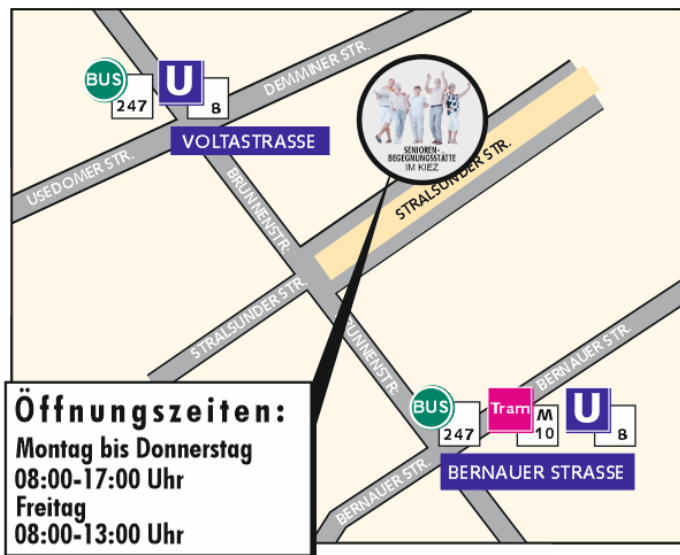 BUS
247
U
8
DEMMINER STR.
VOLTASTRASSE
USEDOMER STR.
BRUNNENSTR.
SENIOREN-
BEGEGNUNGSSTÄTTE
IM KIEZ
STRALSUNDER STR.
STRALSUNDER STR.
BRUNNENSTR.
BERNAUER STR.
BUS
247
Tram
M
10
U
8
BERNAUER STRASSE
BERNAUER STR.
Öffnungszeiten:
Montag bis Donnerstag
08:00-17:00 Uhr
Freitag
08:00-13:00 Uhr